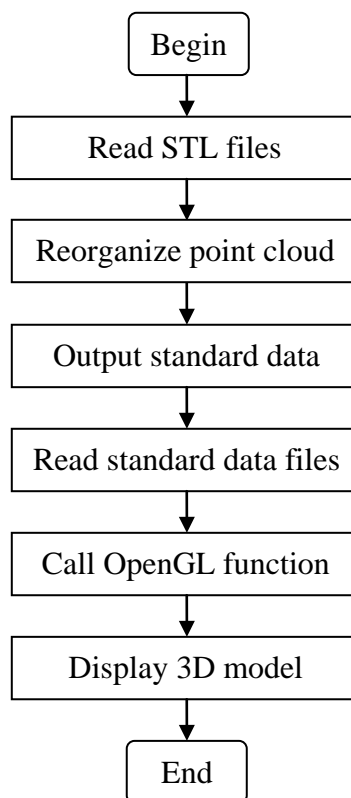 Begin
Read STL files
Reorganize point cloud
Output standard data
Read standard data files
Call OpenGL function
Display 3D model
End